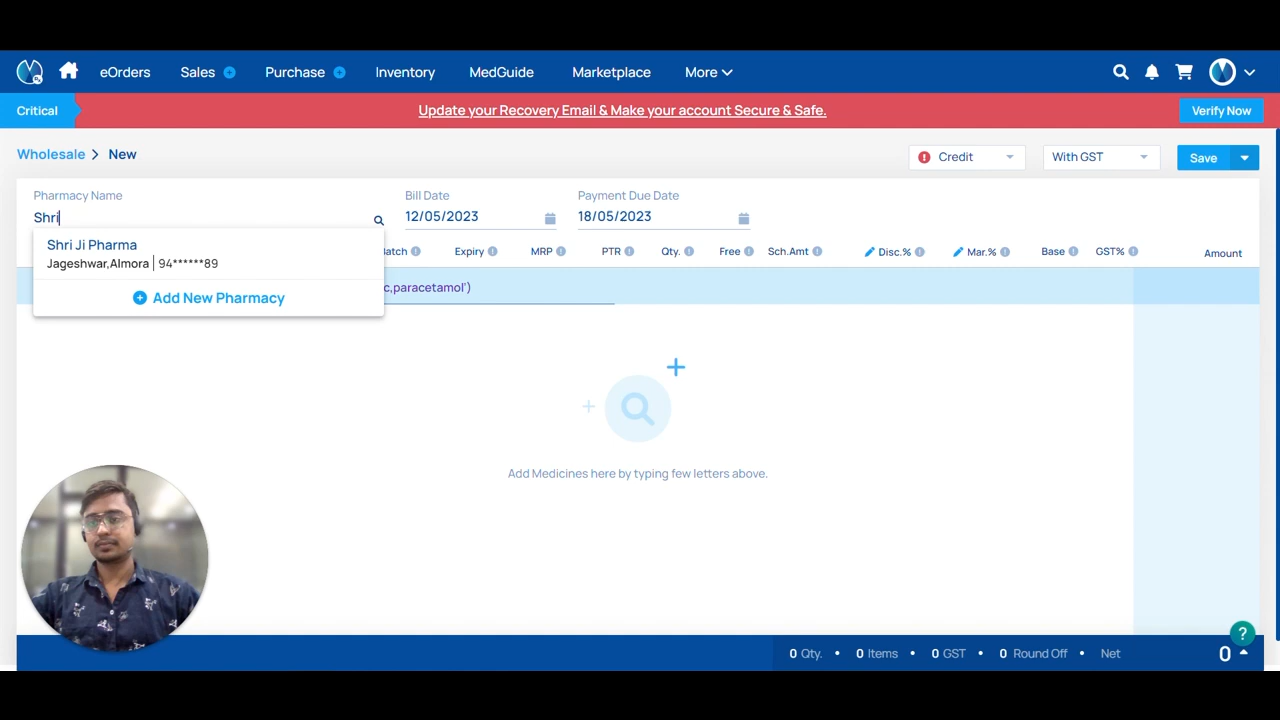 eOrders Sales Purchase Inventory MedGuide Marketplace More
Critical Update your Recovery Email & Make your account Secure & Safe. Verify Now
Wholesale > New Credit With GST Save
Pharmacy Name Bill Date Payment Due Date
Shri 12/05/2023 18/05/2023
Shri Ji Pharma
Jageshwar,Almora | 94******89
Expiry MRP PTR Qty. Free Sch.Amt Disc.% Mar.% Base GST% Amount
c,paracetamol')
Add New Pharmacy
Add Medicines here by typing few letters above.
0 Qty. • 0 Items • 0 GST • 0 Round Off • Net 0
?